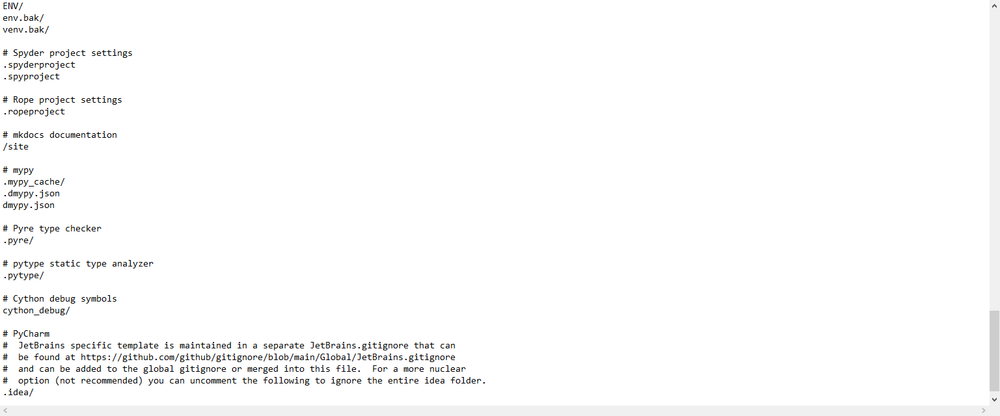 ENV/
env.bak/
venv.bak/

# Spyder project settings
.spyderproject
.spyproject

# Rope project settings
.ropeproject

# mkdocs documentation
/site

# mypy
.mypy_cache/
.dmypy.json
dmypy.json

# Pyre type checker
.pyre/

# pytype static type analyzer
.pytype/

# Cython debug symbols
cython_debug/

# PyCharm
#  JetBrains specific template is maintained in a separate JetBrains.gitignore that can
#  be found at https://github.com/github/gitignore/blob/main/Global/JetBrains.gitignore
#  and can be added to the global gitignore or merged into this file.  For a more nuclear
#  option (not recommended) you can uncomment the following to ignore the entire idea folder.
.idea/